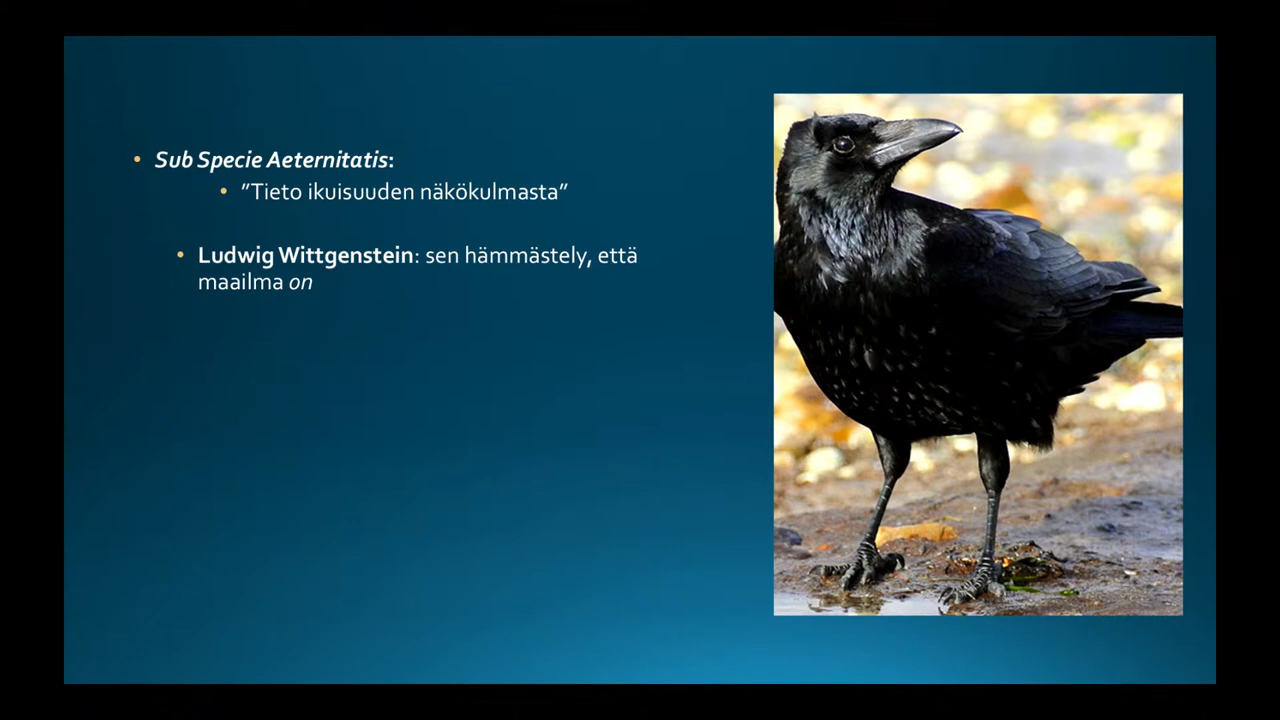 Sub Specie Aeternitatis:
”Tieto ikuisuuden näkökulmasta”
Ludwig Wittgenstein: sen hämmästely, että
maailma on